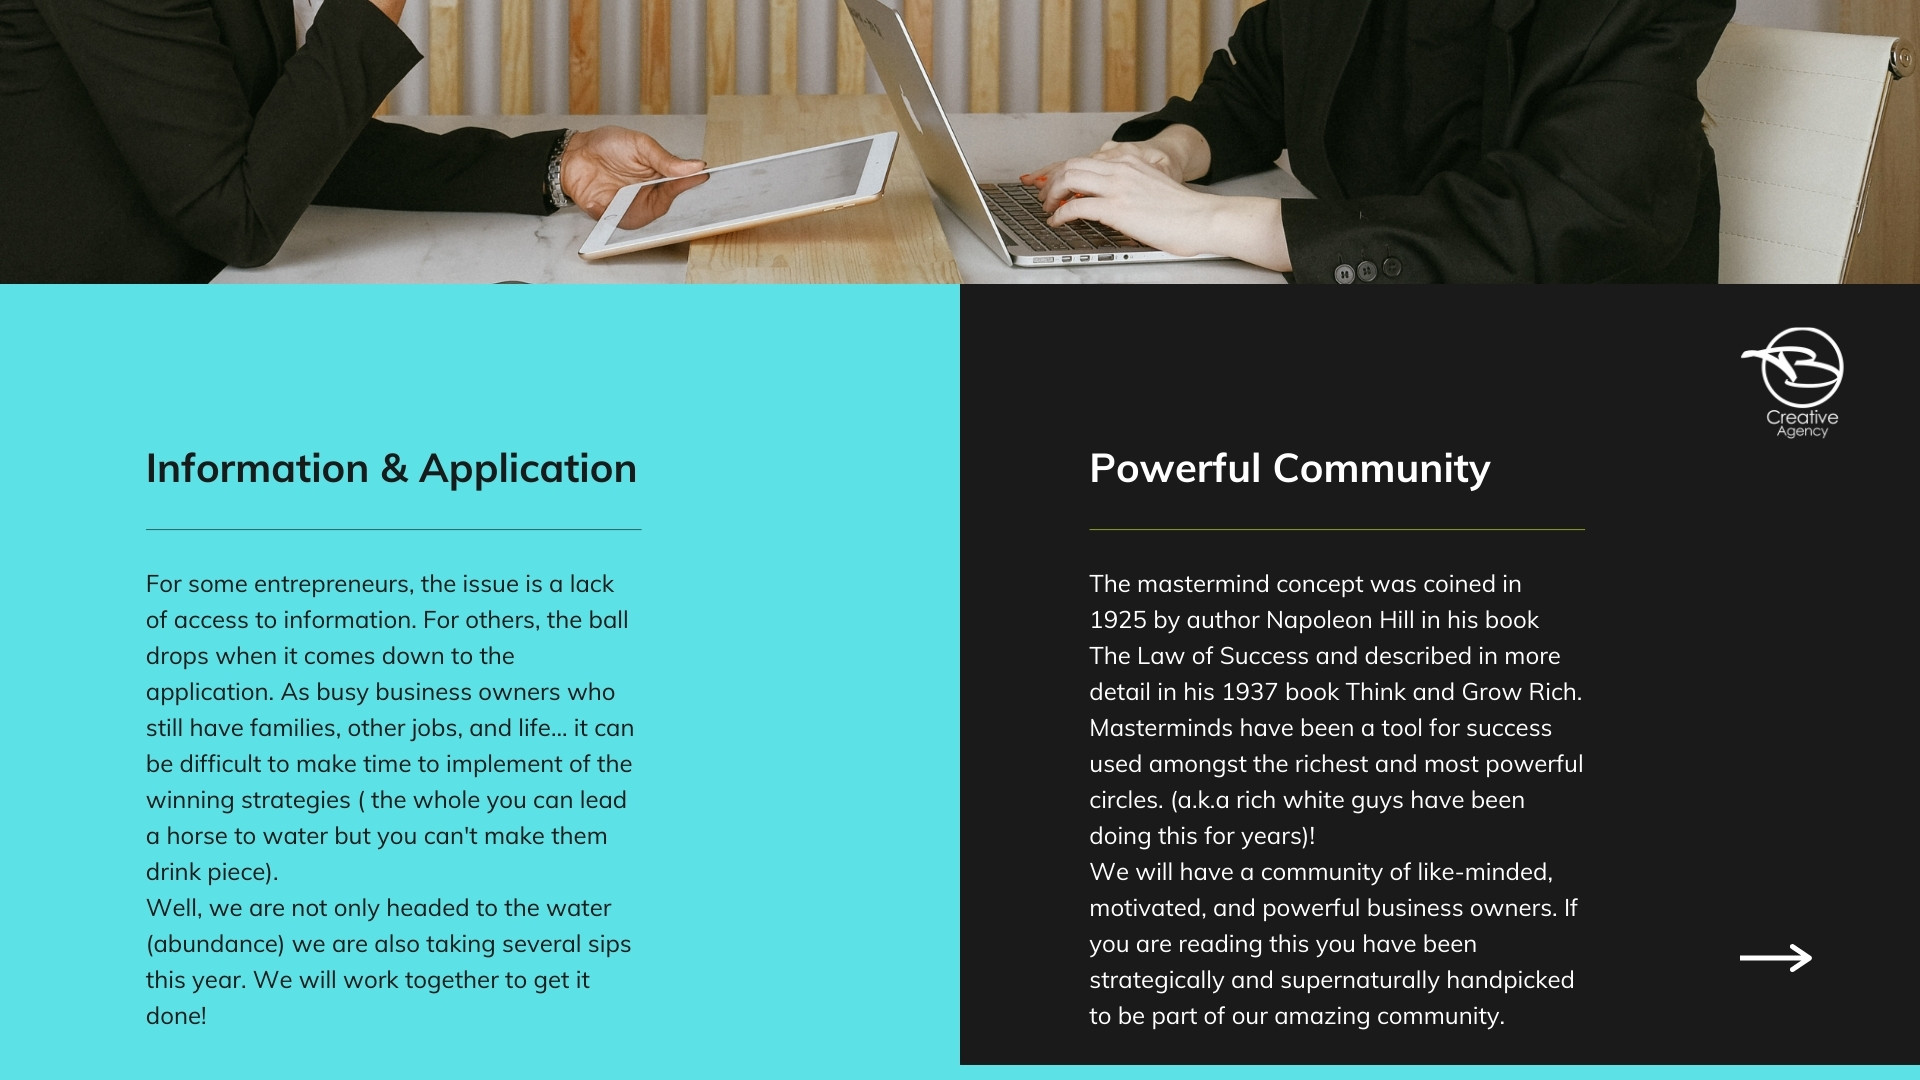 Information & Application
For some entrepreneurs, the issue is a lack
of access to information. For others, the ball
drops when it comes down to the
application. As busy business owners who
still have families, other jobs, and life... it can
be difficult to make time to implement of the
winning strategies ( the whole you can lead
a horse to water but you can't make them
drink piece).
Well, we are not only headed to the water
(abundance) we are also taking several sips
this year. We will work together to get it
done!
B
Creative
Agency
Powerful Community
The mastermind concept was coined in
1925 by author Napoleon Hill in his book
The Law of Success and described in more
detail in his 1937 book Think and Grow Rich.
Masterminds have been a tool for success
used amongst the richest and most powerful
circles. (a.k.a rich white guys have been
doing this for years)!
We will have a community of like-minded,
motivated, and powerful business owners. If
you are reading this you have been
strategically and supernaturally handpicked
to be part of our amazing community.